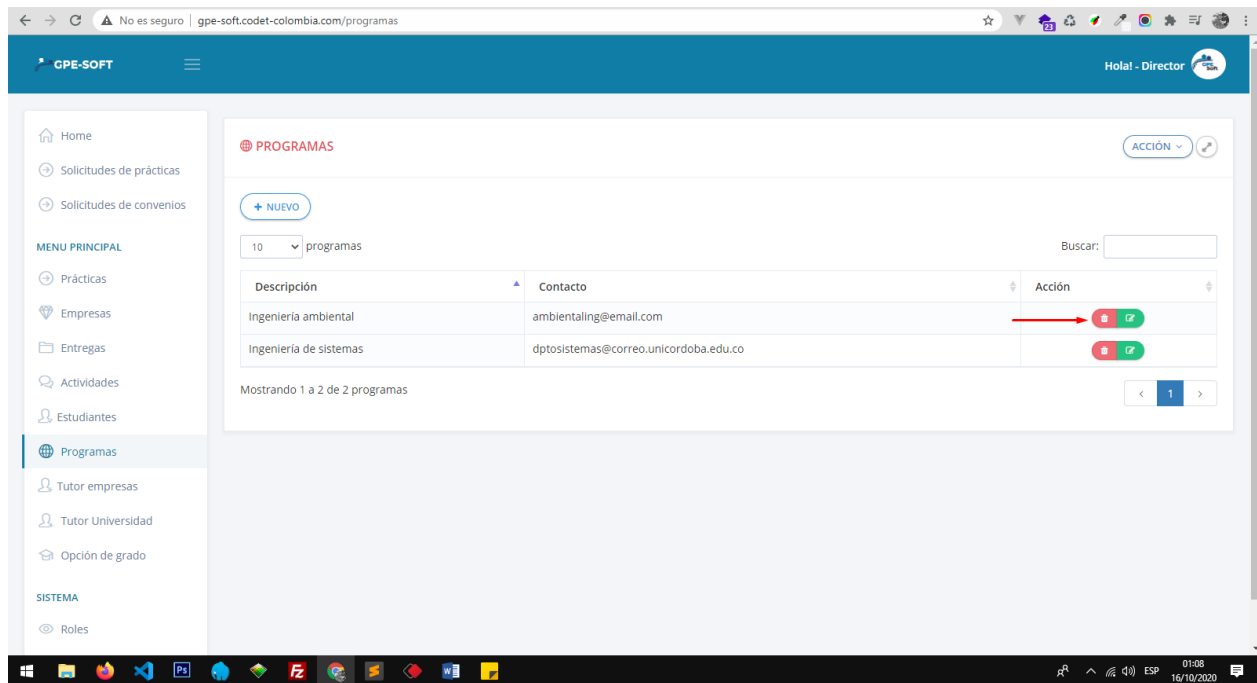 No es seguro | gpe-soft.codet-colombia.com/programas
23
GPE-SOFT
Hola! - Director
Home
Solicitudes de prácticas
Solicitudes de convenios
MENU PRINCIPAL
Prácticas
Empresas
Entregas
Actividades
Estudiantes
Programas
Tutor empresas
Tutor Universidad
Opción de grado
SISTEMA
Roles
PROGRAMAS
ACCIÓN
+ NUEVO
10 programas
Buscar:
Descripción Contacto Acción
Ingeniería ambiental ambientaling@email.com
Ingeniería de sistemas dptosistemas@correo.unicordoba.edu.co
Mostrando 1 a 2 de 2 programas
< 1 >
Ps
Fz
ESP
01:08
16/10/2020